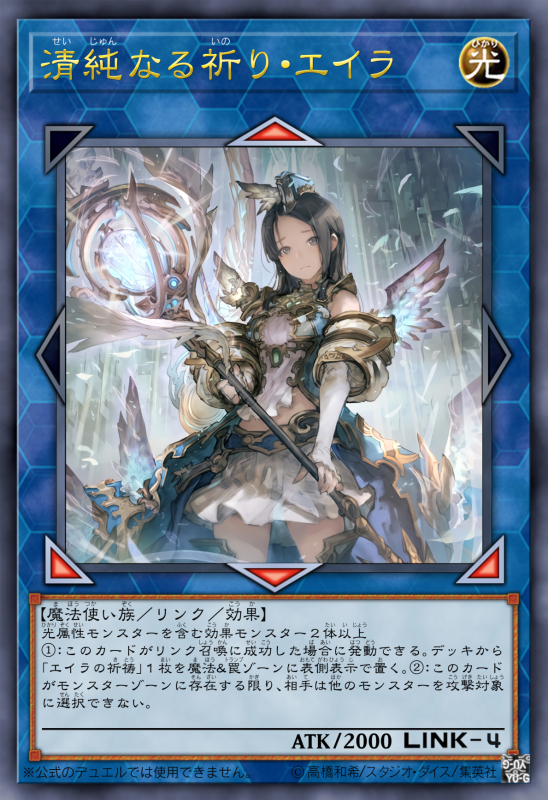 清純なる祈り・エイラ
光
【魔法使い族／リンク／効果】
光属性モンスターを含む効果モンスター２体以上
①：このカードがリンク召喚に成功した場合に発動できる。デッキから
「エイラの祈祷」１枚を魔法&罠ゾーンに表側表示で置く。②：このカード
がモンスターゾーンに存在する限り、相手は他のモンスターを攻撃対象
に選択できない。
ATK/2000 LINK-4
※公式のデュエルでは使用できません。 ©高橋和希/スタジオ・ダイス/集英社